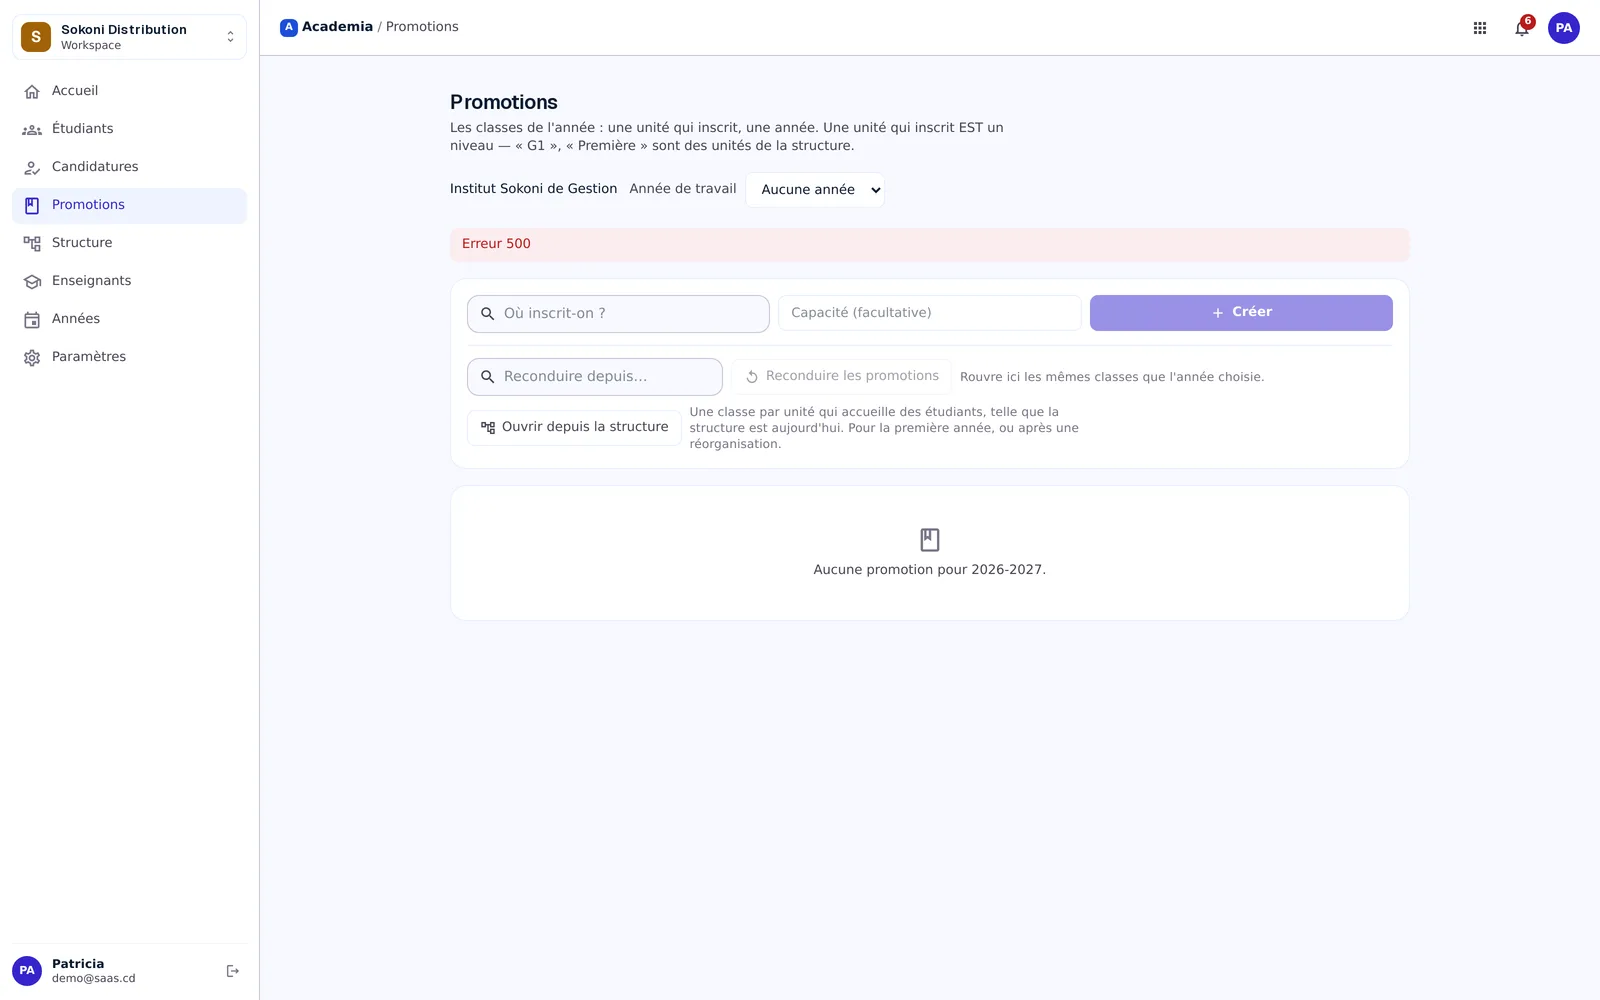 S
Sokoni Distribution
Workspace
Accueil
Étudiants
Candidatures
Promotions
Structure
Enseignants
Années
Paramètres
PA
Patricia
demo@saas.cd
A Academia / Promotions
6
PA
Promotions
Les classes de l'année : une unité qui inscrit, une année. Une unité qui inscrit EST un
niveau — « G1 », « Première » sont des unités de la structure.
Institut Sokoni de Gestion Année de travail Aucune année
Erreur 500
Où inscrit-on ? Capacité (facultative) + Créer
Reconduire depuis... Reconduire les promotions Rouvre ici les mêmes classes que l'année choisie.
Ouvrir depuis la structure
Une classe par unité qui accueille des étudiants, telle que la
structure est aujourd'hui. Pour la première année, ou après une
réorganisation.
Aucune promotion pour 2026-2027.